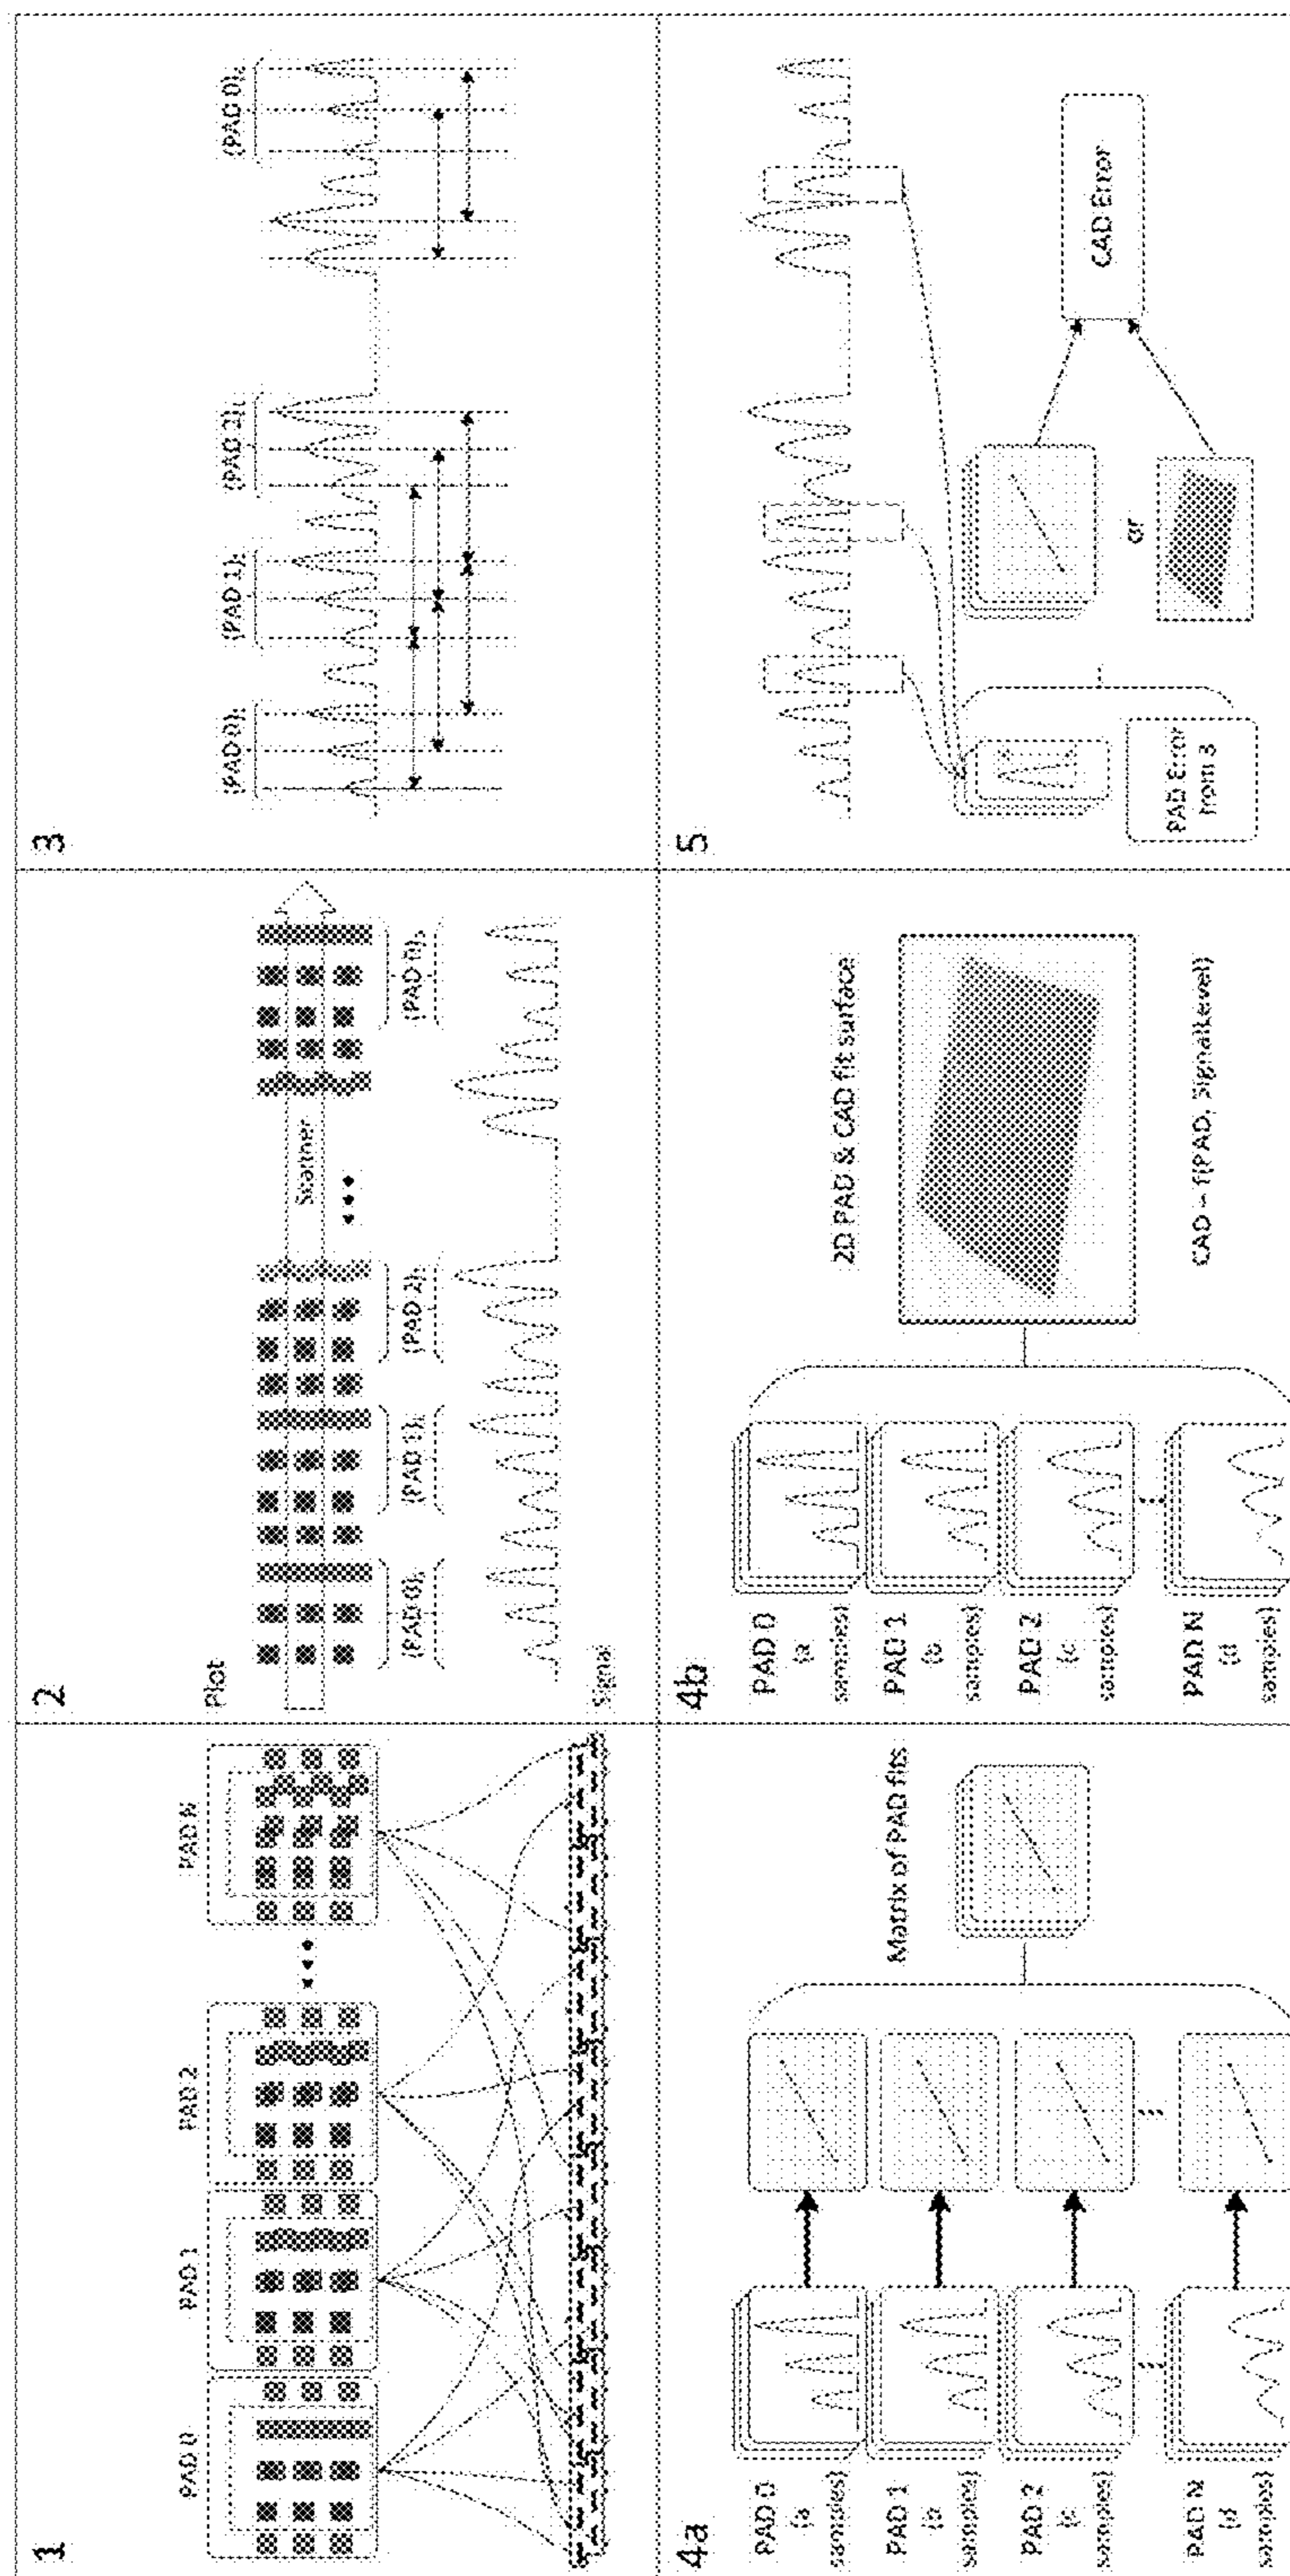 1
PAD 0
PAD 1
PAD 2
PAD N
2
Plot
Scanner
{PAD 0}
{PAD 1}
{PAD 2}
{PAD 0}
Signal
3
{PAD 0}
{PAD 1}
{PAD 2}
{PAD 0}
4a
PAD 0
(a
samples)
PAD 1
(b
samples)
PAD 2
(c
samples)
PAD N
(d
samples)
Matrix of PAD fits
4b
PAD 0
(a
samples)
PAD 1
(b
samples)
PAD 2
(c
samples)
PAD N
(d
samples)
2D PAD & CAD fit surface
CAD = f(PAD, SignalLevel)
5
PAD Error
from 3
or
CAD Error